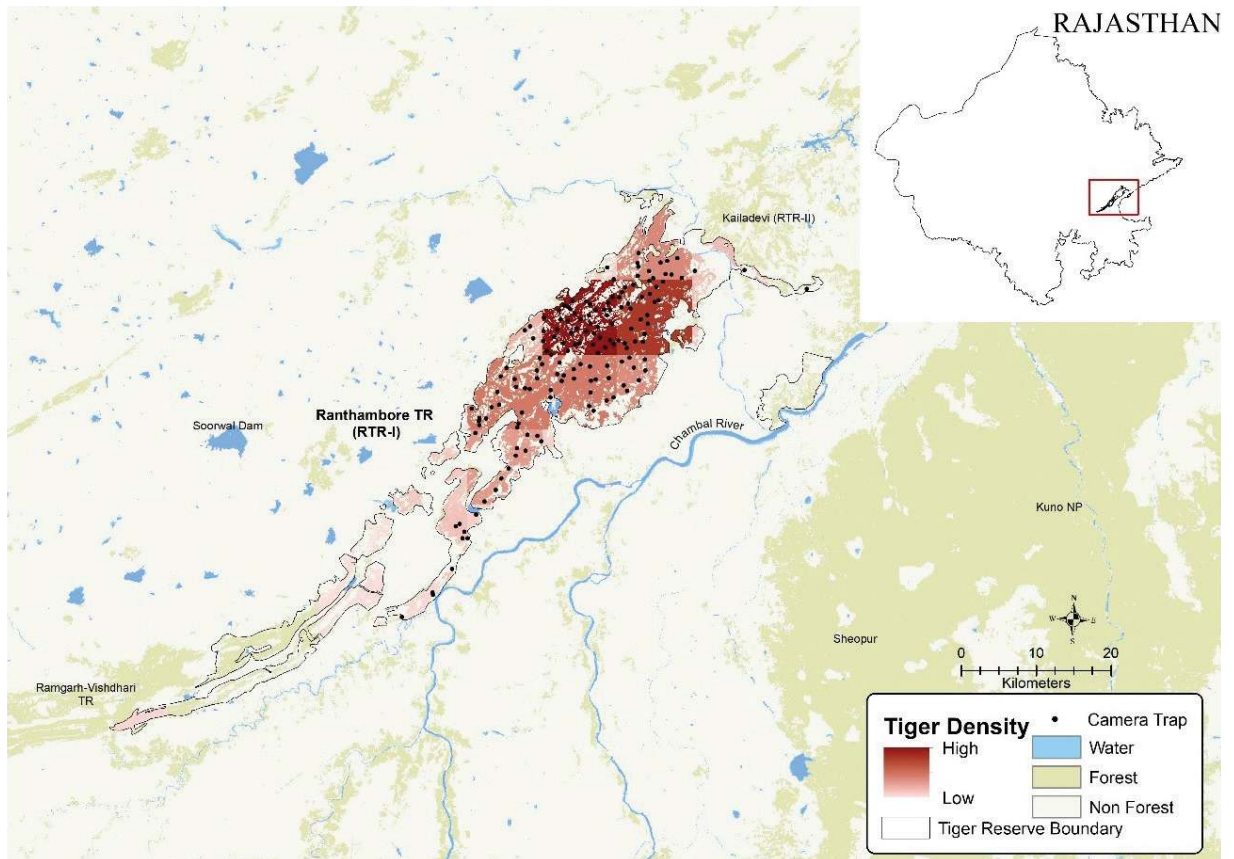 RAJASTHAN
Kailadevi (RTR-II)
Ranthambore TR
(RTR-I)
Soorwal Dam
Chambal River
Kuno NP
Sheopur
Ramgarh-Vishdhari
TR
N
W E
S
0 10 20
Kilometers
Tiger Density
High
Low
Camera Trap
Water
Forest
Non Forest
Tiger Reserve Boundary